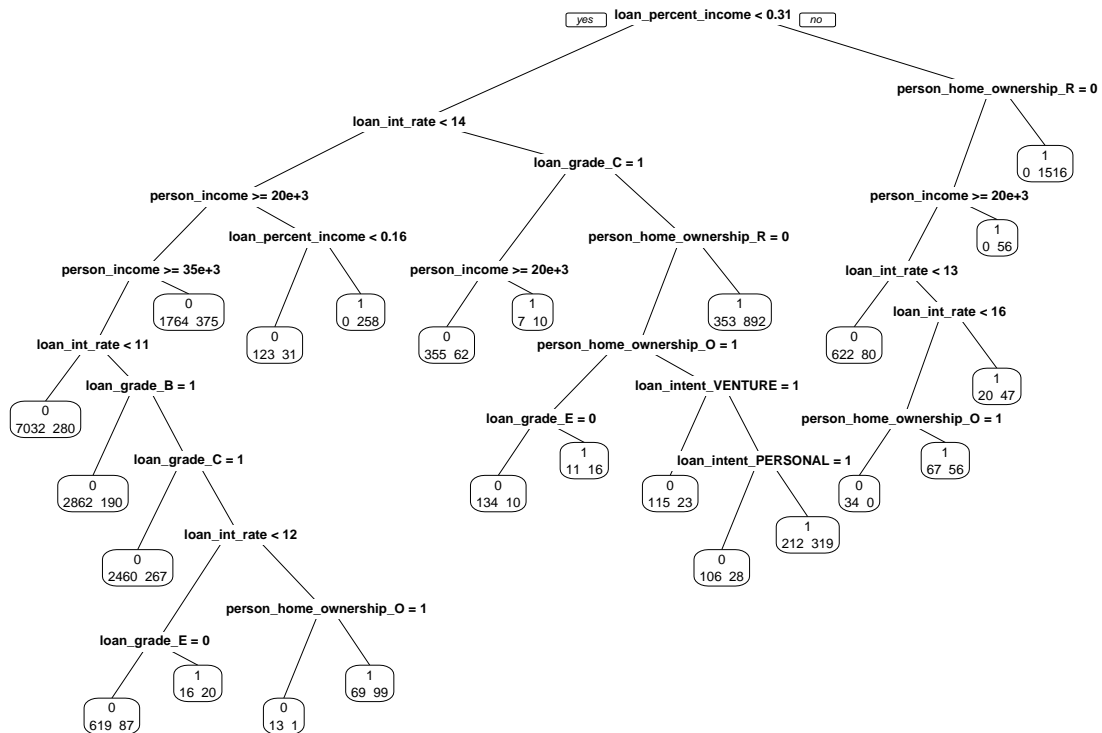 yes loan_percent_income < 0.31 no
person_home_ownership_R = 0
loan_int_rate < 14
loan_grade_C = 1
1
0 1516
person_income >= 20e+3
person_income >= 20e+3
loan_percent_income < 0.16
person_home_ownership_R = 0
1
0 56
person_income >= 35e+3
person_income >= 20e+3
loan_int_rate < 13
0
1764 375
1
0 258
1
7 10
1
353 892
loan_int_rate < 16
0
123 31
0
355 62
0
622 80
loan_int_rate < 11
person_home_ownership_O = 1
loan_grade_B = 1
loan_intent_VENTURE = 1
1
20 47
0
7032 280
loan_grade_E = 0
person_home_ownership_O = 1
1
11 16
1
67 56
loan_grade_C = 1
loan_intent_PERSONAL = 1
0
2862 190
0
134 10
0
115 23
0
34 0
loan_int_rate < 12
1
212 319
0
2460 267
0
106 28
person_home_ownership_O = 1
loan_grade_E = 0
1
16 20
1
69 99
0
619 87
0
13 1